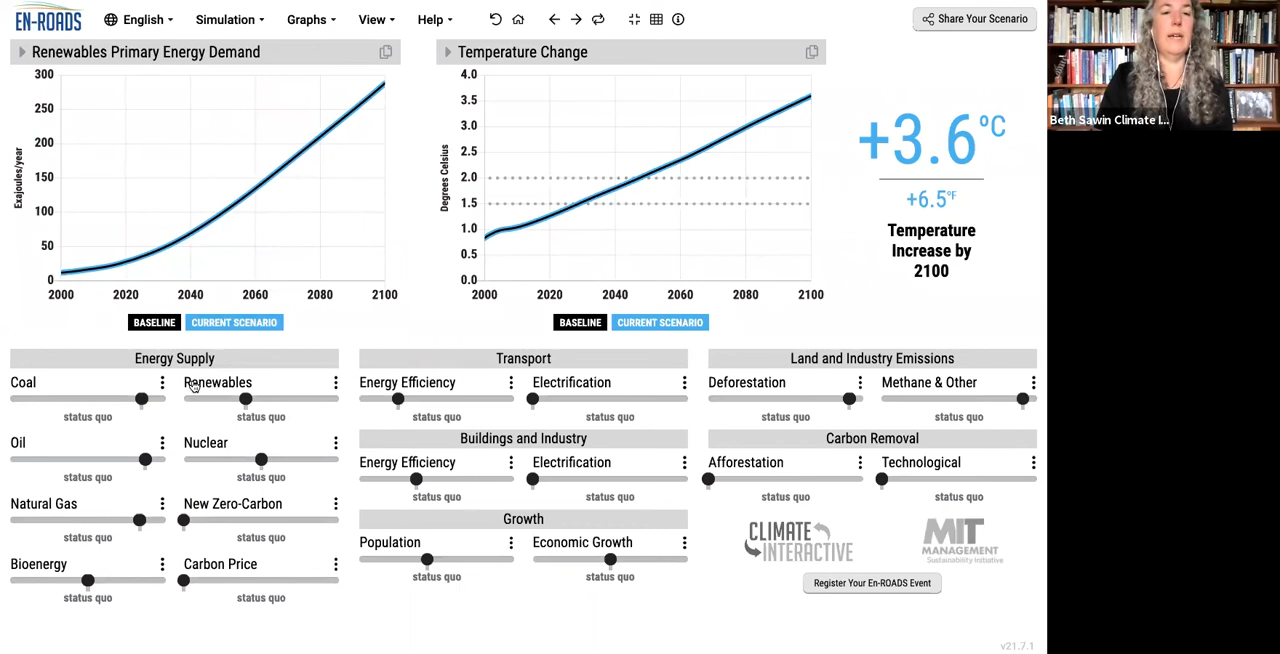 EN-ROADS
English Simulation Graphs View Help
Share Your Scenario
Beth Sawin Climate I...
Renewables Primary Energy Demand
300
250
200
150
100
50
0
Exajoules/year
2000 2020 2040 2060 2080 2100
BASELINE CURRENT SCENARIO
Temperature Change
4.0
3.5
3.0
2.5
2.0
1.5
1.0
0.5
0.0
Degrees Celsius
2000 2020 2040 2060 2080 2100
BASELINE CURRENT SCENARIO
+3.6°C
+6.5°F
Temperature
Increase by
2100
Energy Supply
Coal Renewables
status quo status quo
Oil Nuclear
status quo status quo
Natural Gas New Zero-Carbon
status quo status quo
Bioenergy Carbon Price
status quo status quo
Transport
Energy Efficiency Electrification
status quo status quo
Buildings and Industry
Energy Efficiency Electrification
status quo status quo
Growth
Population Economic Growth
status quo status quo
Land and Industry Emissions
Deforestation Methane & Other
status quo status quo
Carbon Removal
Afforestation Technological
status quo status quo
CLIMATE
INTERACTIVE
MIT
MANAGEMENT
Sustainability Initiative
Register Your En-ROADS Event
v21.7.1